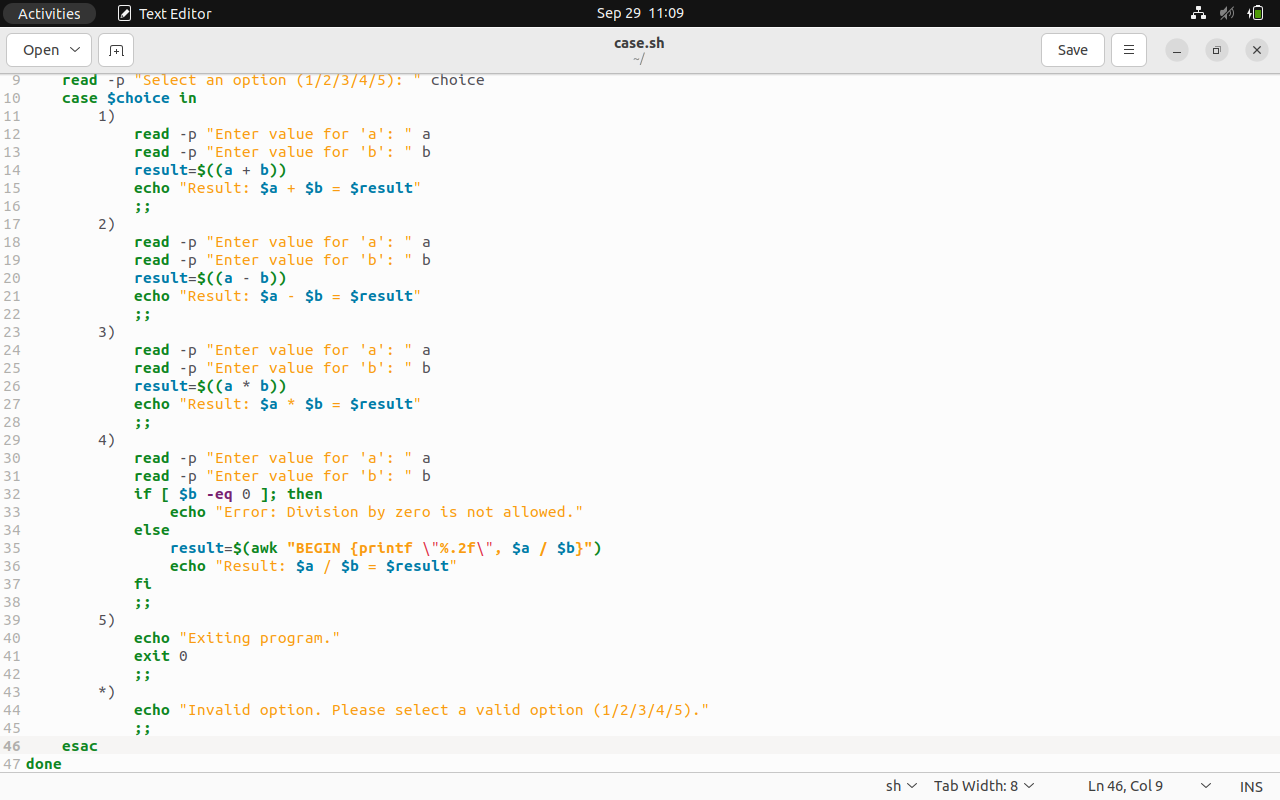 Activities Text Editor Sep 29 11:09
Open case.sh Save
~/
9     read -p "Select an option (1/2/3/4/5): " choice
10     case $choice in
11         1)
12             read -p "Enter value for 'a': " a
13             read -p "Enter value for 'b': " b
14             result=$((a + b))
15             echo "Result: $a + $b = $result"
16             ;;
17         2)
18             read -p "Enter value for 'a': " a
19             read -p "Enter value for 'b': " b
20             result=$((a - b))
21             echo "Result: $a - $b = $result"
22             ;;
23         3)
24             read -p "Enter value for 'a': " a
25             read -p "Enter value for 'b': " b
26             result=$((a * b))
27             echo "Result: $a * $b = $result"
28             ;;
29         4)
30             read -p "Enter value for 'a': " a
31             read -p "Enter value for 'b': " b
32             if [ $b -eq 0 ]; then
33                 echo "Error: Division by zero is not allowed."
34             else
35                 result=$(awk "BEGIN {printf \"%.2f\", $a / $b}")
36                 echo "Result: $a / $b = $result"
37             fi
38             ;;
39         5)
40             echo "Exiting program."
41             exit 0
42             ;;
43         *)
44             echo "Invalid option. Please select a valid option (1/2/3/4/5)."
45             ;;
46     esac
47 done
sh Tab Width: 8 Ln 46, Col 9 INS